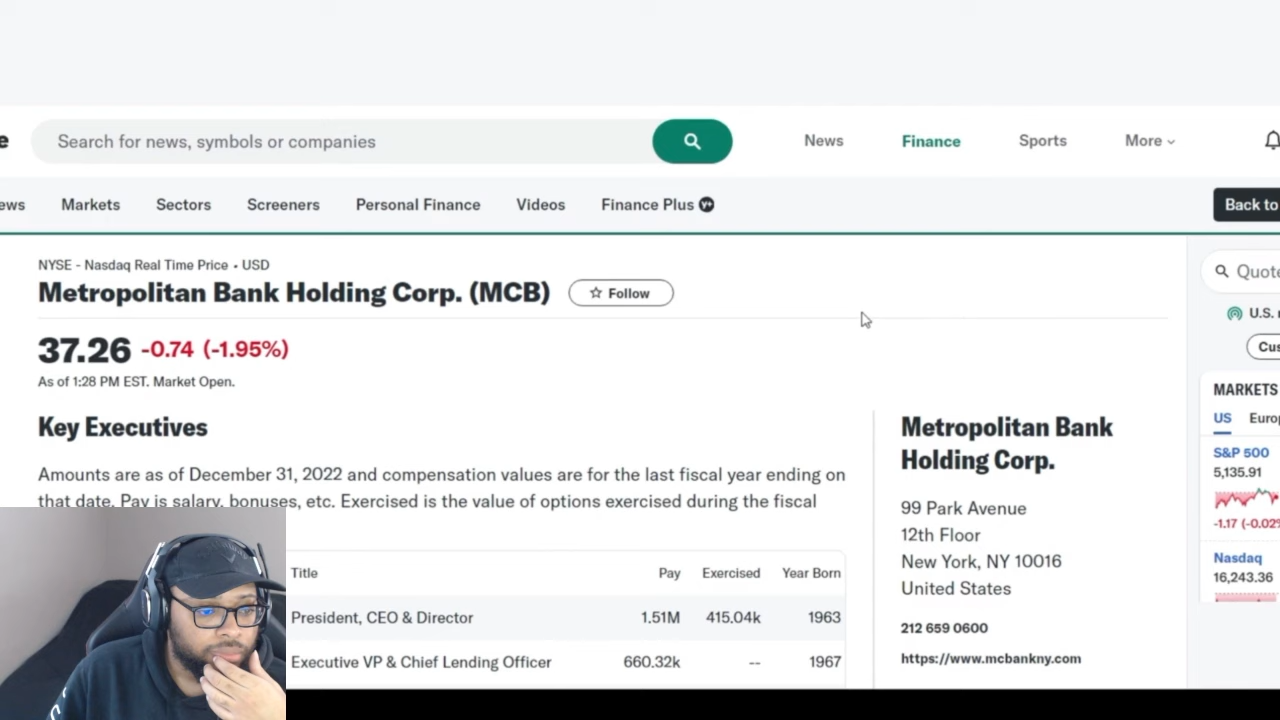 e
Search for news, symbols or companies
News
Finance
Sports
More
ews
Markets
Sectors
Screeners
Personal Finance
Videos
Finance Plus
Back to
NYSE - Nasdaq Real Time Price • USD
Metropolitan Bank Holding Corp. (MCB)
Follow
37.26 -0.74 (-1.95%)
As of 1:28 PM EST. Market Open.
Key Executives
Amounts are as of December 31, 2022 and compensation values are for the last fiscal year ending on
that date. Pay is salary, bonuses, etc. Exercised is the value of options exercised during the fiscal
Title Pay Exercised Year Born
President, CEO & Director 1.51M 415.04k 1963
Executive VP & Chief Lending Officer 660.32k -- 1967
Metropolitan Bank
Holding Corp.
99 Park Avenue
12th Floor
New York, NY 10016
United States
212 659 0600
https://www.mcbankny.com
Quote
U.S.
Cus
MARKETS
US Europ
S&P 500
5,135.91
-1.17 (-0.02%
Nasdaq
16,243.36